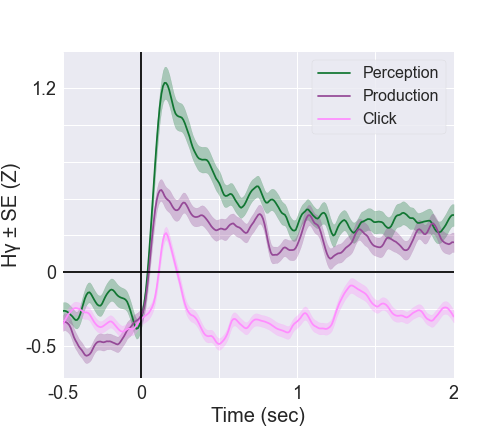 Perception
Production
Click
1.2
0
-0.5
Hγ ± SE (Z)
-0.5
0
1
2
Time (sec)